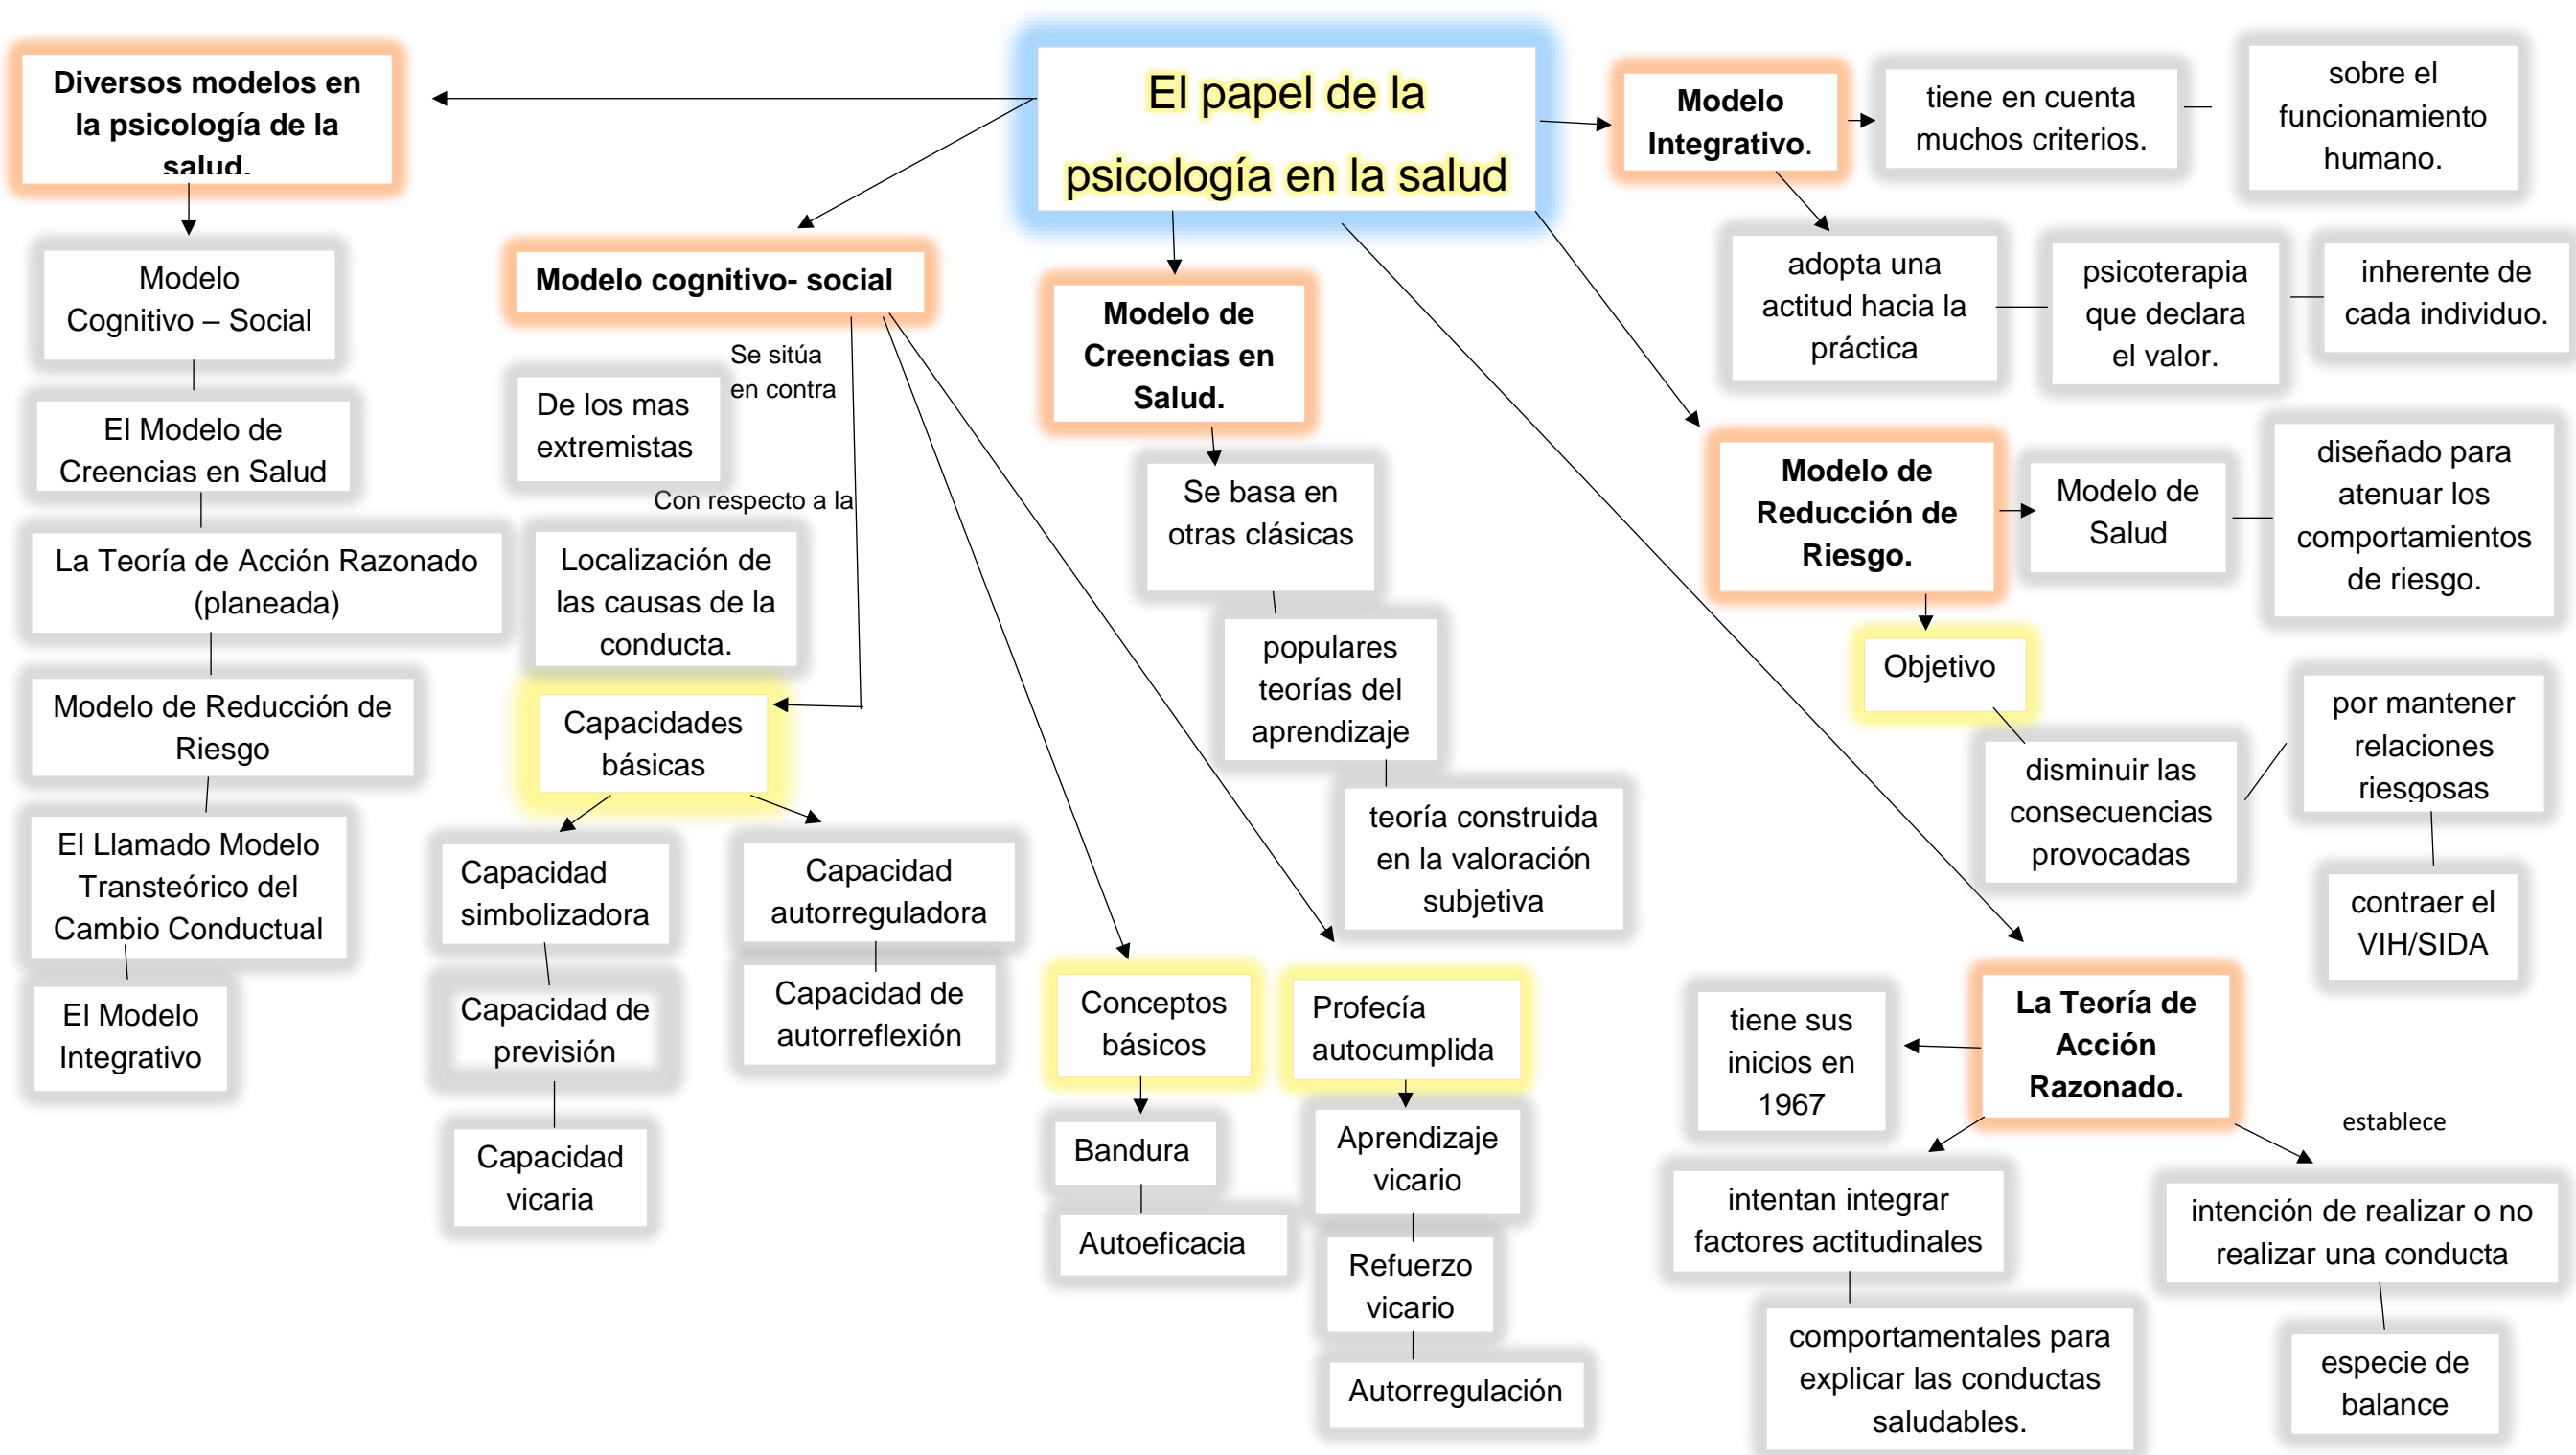 El papel de la
psicología en la salud
Diversos modelos en
la psicología de la
salud.
Modelo
Cognitivo – Social
El Modelo de
Creencias en Salud
La Teoría de Acción Razonado
(planeada)
Modelo de Reducción de
Riesgo
El Llamado Modelo
Transteórico del
Cambio Conductual
El Modelo
Integrativo
Modelo cognitivo- social
Se sitúa
en contra
De los mas
extremistas
Con respecto a la
Localización de
las causas de la
conducta.
Capacidades
básicas
Capacidad
simbolizadora
Capacidad de
previsión
Capacidad
vicaria
Capacidad
autorreguladora
Capacidad de
autorreflexión
Conceptos
básicos
Bandura
Autoeficacia
Profecía
autocumplida
Aprendizaje
vicario
Refuerzo
vicario
Autorregulación
Modelo de
Creencias en
Salud.
Se basa en
otras clásicas
populares
teorías del
aprendizaje
teoría construida
en la valoración
subjetiva
Modelo
Integrativo.
tiene en cuenta
muchos criterios.
sobre el
funcionamiento
humano.
adopta una
actitud hacia la
práctica
psicoterapia
que declara
el valor.
inherente de
cada individuo.
Modelo de
Reducción de
Riesgo.
Modelo de
Salud
diseñado para
atenuar los
comportamientos
de riesgo.
Objetivo
disminuir las
consecuencias
provocadas
por mantener
relaciones
riesgosas
contraer el
VIH/SIDA
La Teoría de
Acción
Razonado.
tiene sus
inicios en
1967
intentan integrar
factores actitudinales
comportamentales para
explicar las conductas
saludables.
establece
intención de realizar o no
realizar una conducta
especie de
balance